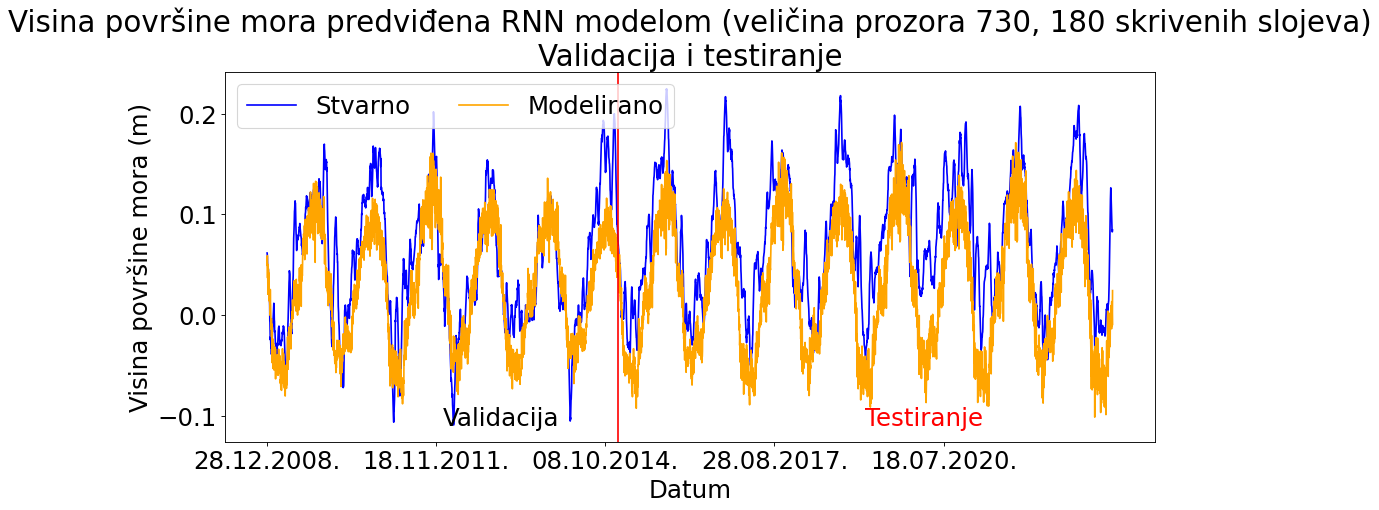 Visina površine mora predviđena RNN modelom (veličina prozora 730, 180 skrivenih slojeva)
Validacija i testiranje
Stvarno
Modelirano
Visina površine mora (m)
0.2
0.1
0.0
−0.1
Validacija
Testiranje
28.12.2008.
18.11.2011.
08.10.2014.
28.08.2017.
18.07.2020.
Datum